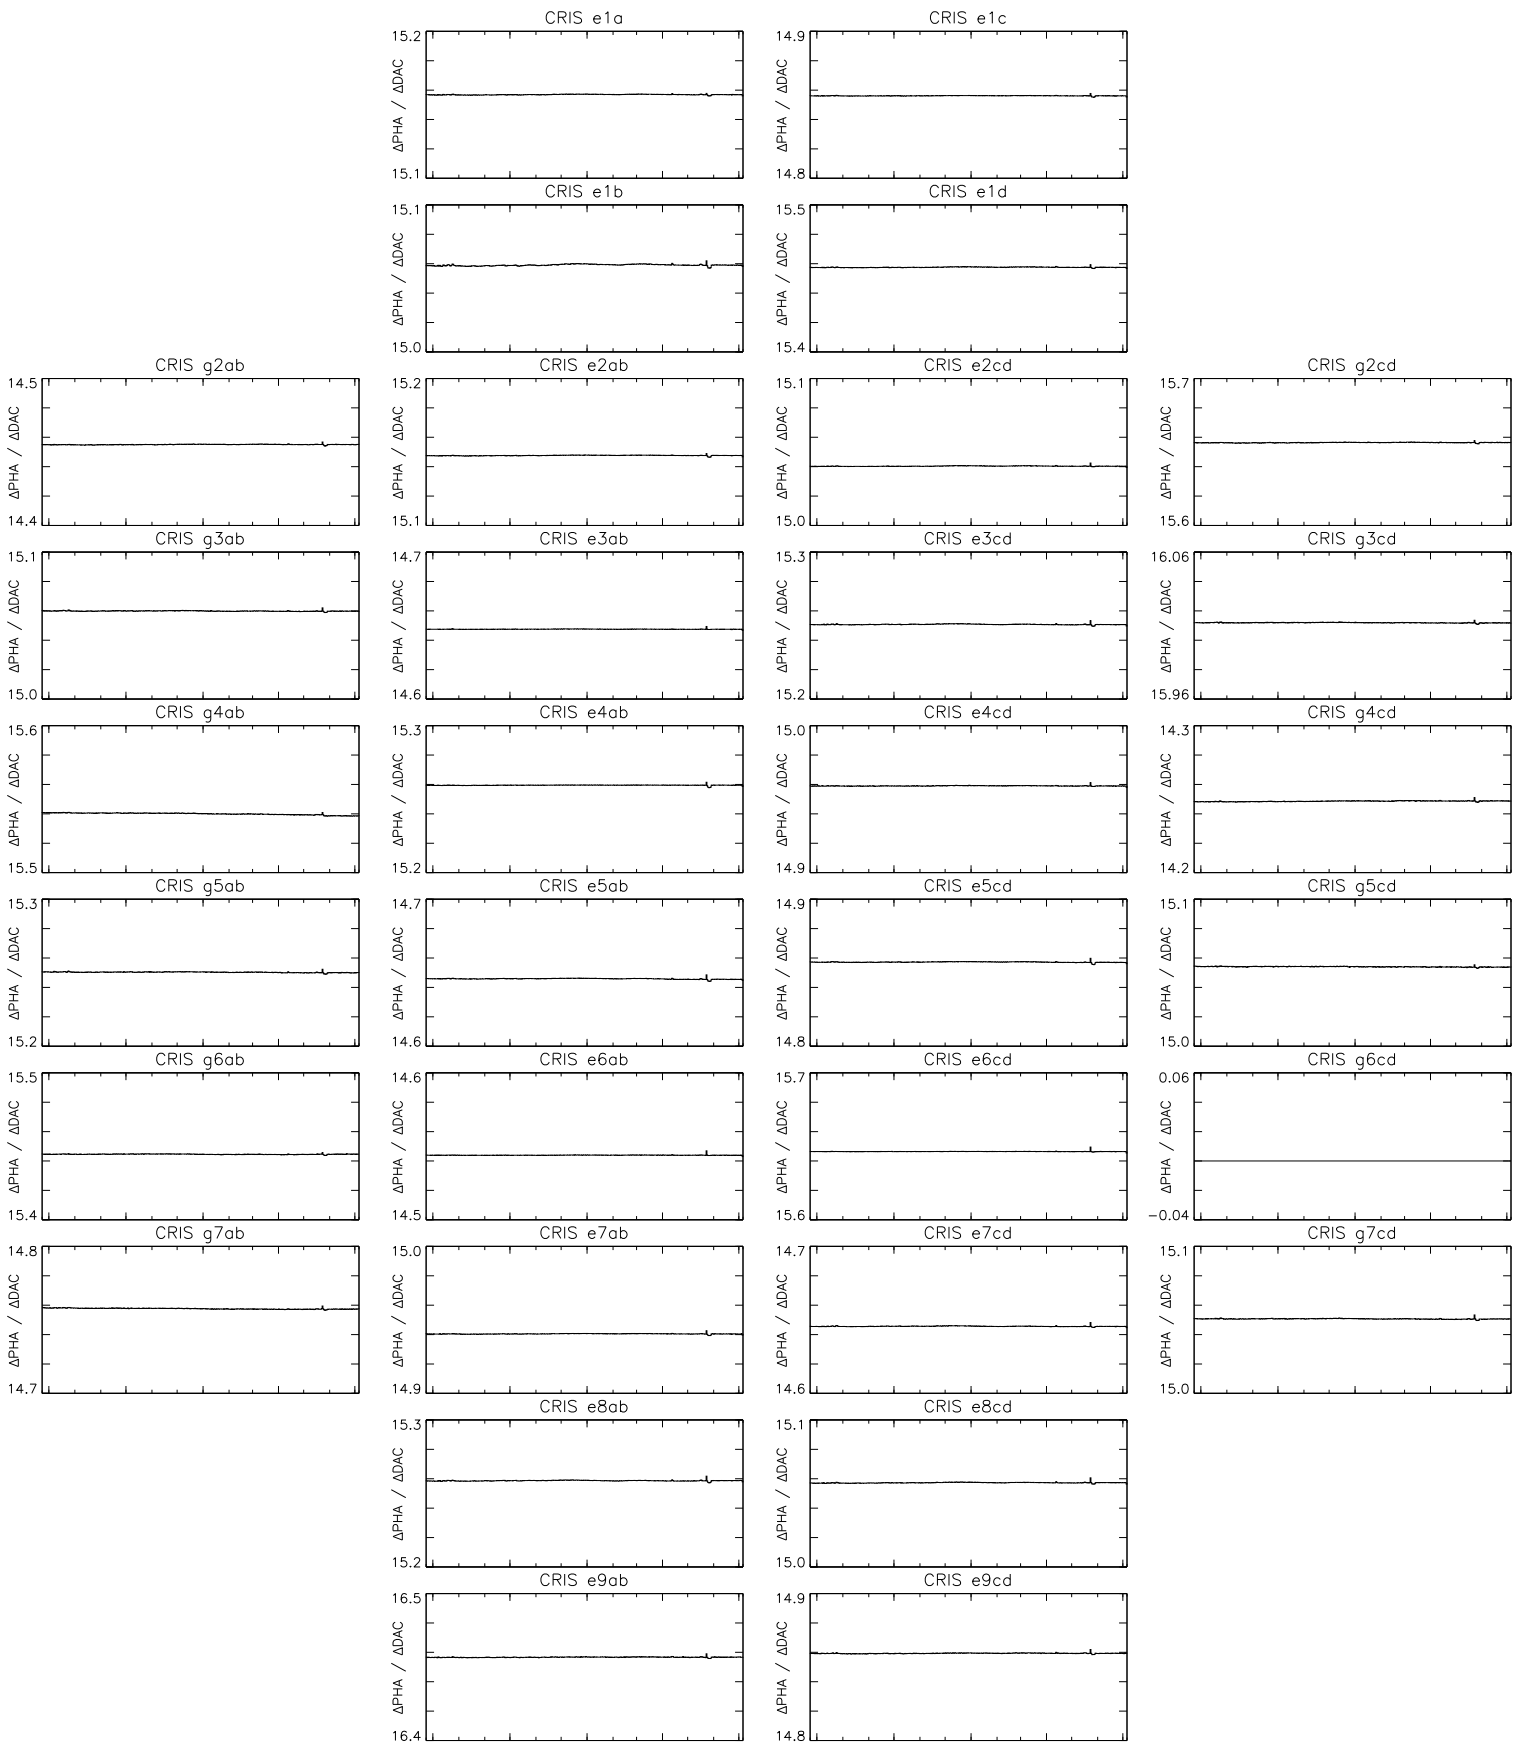 CRIS e1a
15.2
ΔPHA / ΔDAC
15.1
CRIS e1c
14.9
ΔPHA / ΔDAC
14.8
CRIS e1b
15.1
ΔPHA / ΔDAC
15.0
CRIS e1d
15.5
ΔPHA / ΔDAC
15.4
CRIS g2ab
14.5
ΔPHA / ΔDAC
14.4
CRIS e2ab
15.2
ΔPHA / ΔDAC
15.1
CRIS e2cd
15.1
ΔPHA / ΔDAC
15.0
CRIS g2cd
15.7
ΔPHA / ΔDAC
15.6
CRIS g3ab
15.1
ΔPHA / ΔDAC
15.0
CRIS e3ab
14.7
ΔPHA / ΔDAC
14.6
CRIS e3cd
15.3
ΔPHA / ΔDAC
15.2
CRIS g3cd
16.06
ΔPHA / ΔDAC
15.96
CRIS g4ab
15.6
ΔPHA / ΔDAC
15.5
CRIS e4ab
15.3
ΔPHA / ΔDAC
15.2
CRIS e4cd
15.0
ΔPHA / ΔDAC
14.9
CRIS g4cd
14.3
ΔPHA / ΔDAC
14.2
CRIS g5ab
15.3
ΔPHA / ΔDAC
15.2
CRIS e5ab
14.7
ΔPHA / ΔDAC
14.6
CRIS e5cd
14.9
ΔPHA / ΔDAC
14.8
CRIS g5cd
15.1
ΔPHA / ΔDAC
15.0
CRIS g6ab
15.5
ΔPHA / ΔDAC
15.4
CRIS e6ab
14.6
ΔPHA / ΔDAC
14.5
CRIS e6cd
15.7
ΔPHA / ΔDAC
15.6
CRIS g6cd
0.06
ΔPHA / ΔDAC
−0.04
CRIS g7ab
14.8
ΔPHA / ΔDAC
14.7
CRIS e7ab
15.0
ΔPHA / ΔDAC
14.9
CRIS e7cd
14.7
ΔPHA / ΔDAC
14.6
CRIS g7cd
15.1
ΔPHA / ΔDAC
15.0
CRIS e8ab
15.3
ΔPHA / ΔDAC
15.2
CRIS e8cd
15.1
ΔPHA / ΔDAC
15.0
CRIS e9ab
16.5
ΔPHA / ΔDAC
16.4
CRIS e9cd
14.9
ΔPHA / ΔDAC
14.8